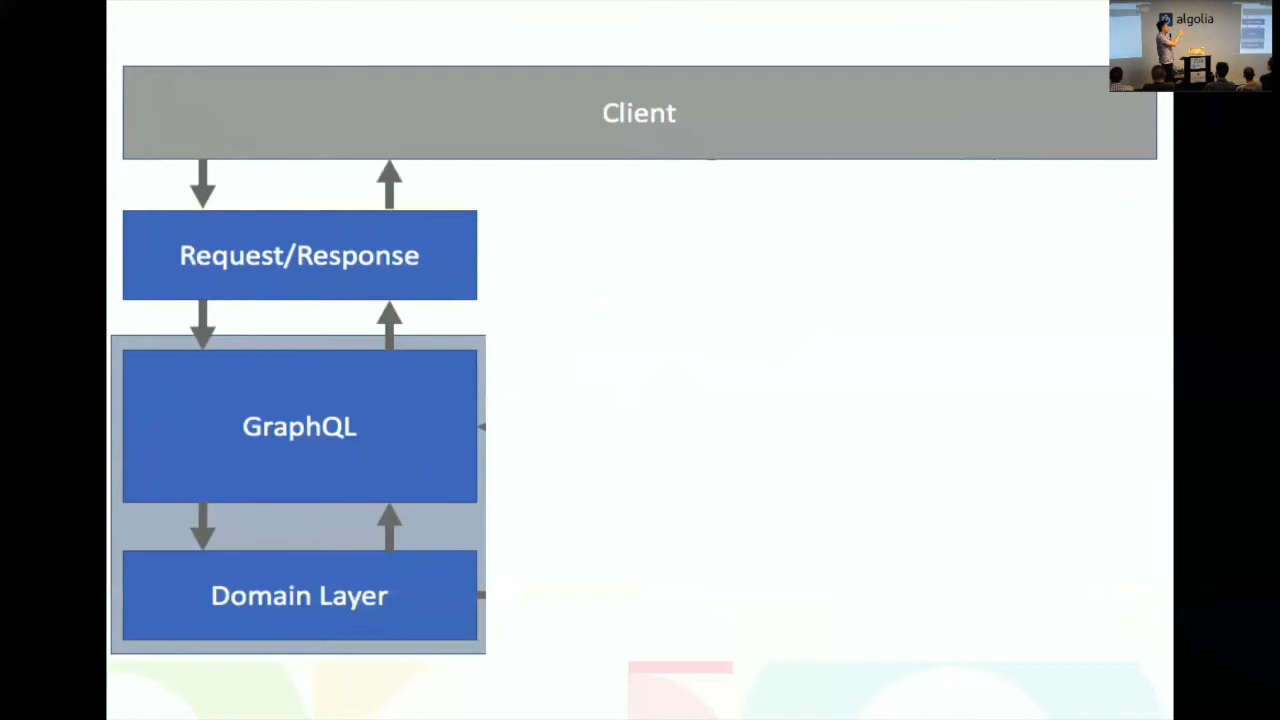 algolia
Client
Request/Response
GraphQL
Domain Layer